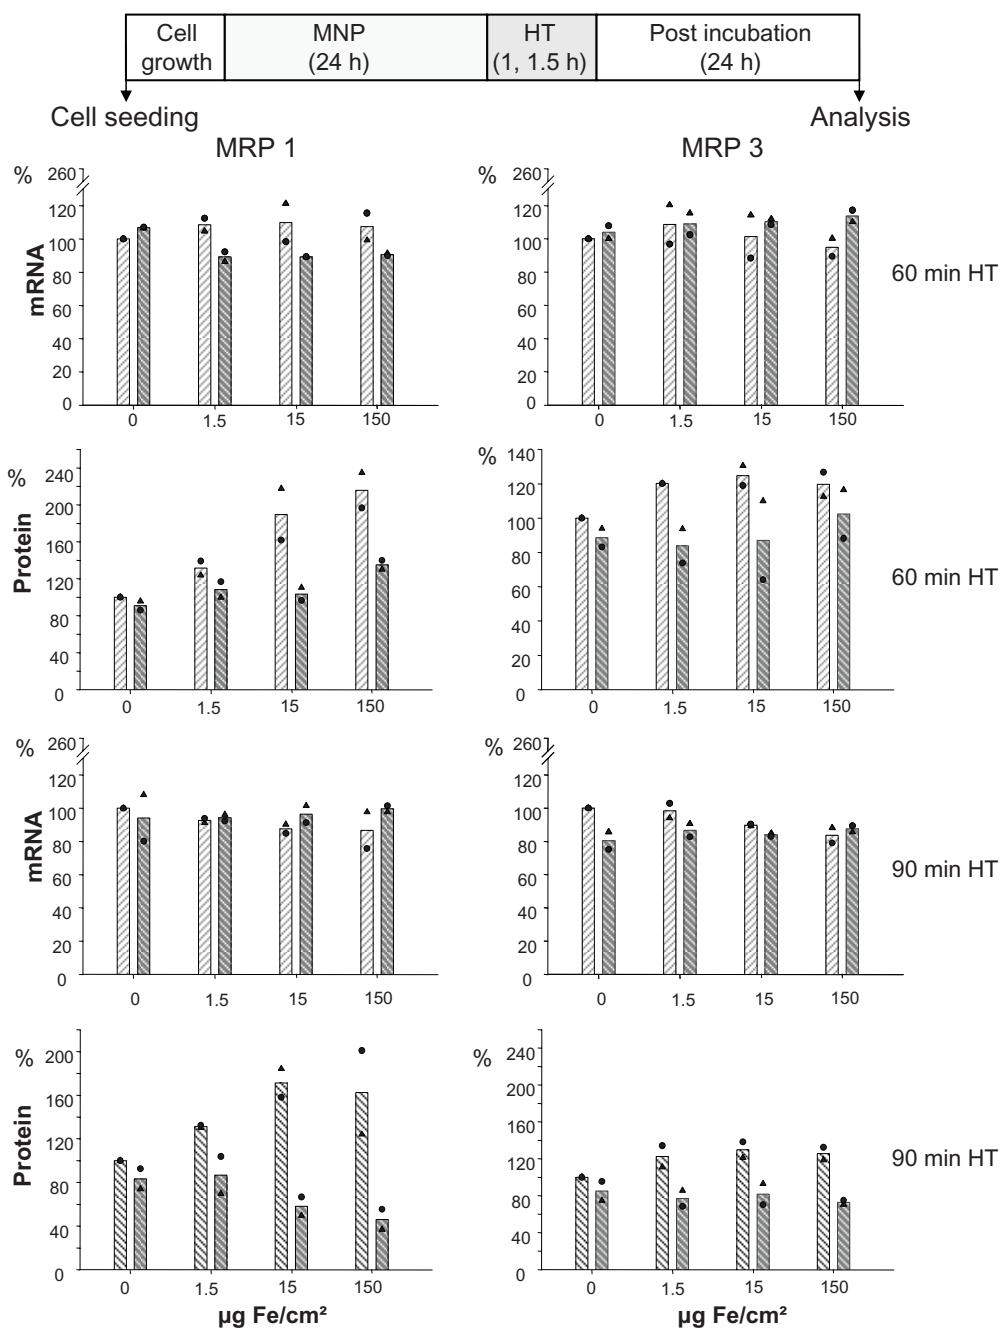 Cell growth
MNP (24 h)
HT (1, 1.5 h)
Post incubation (24 h)
Cell seeding
Analysis
MRP 1
MRP 3
%
mRNA
260
120
100
80
60
40
20
0
0 1.5 15 150
%
260
120
100
80
60
40
20
0
0 1.5 15 150
60 min HT
%
Protein
240
200
160
120
80
40
0
0 1.5 15 150
%
140
120
100
80
60
40
20
0
0 1.5 15 150
60 min HT
%
mRNA
260
120
100
80
60
40
20
0
0 1.5 15 150
%
260
120
100
80
60
40
20
0
0 1.5 15 150
90 min HT
%
Protein
200
160
120
80
40
0
0 1.5 15 150
µg Fe/cm²
%
240
200
160
120
80
40
0
0 1.5 15 150
µg Fe/cm²
90 min HT